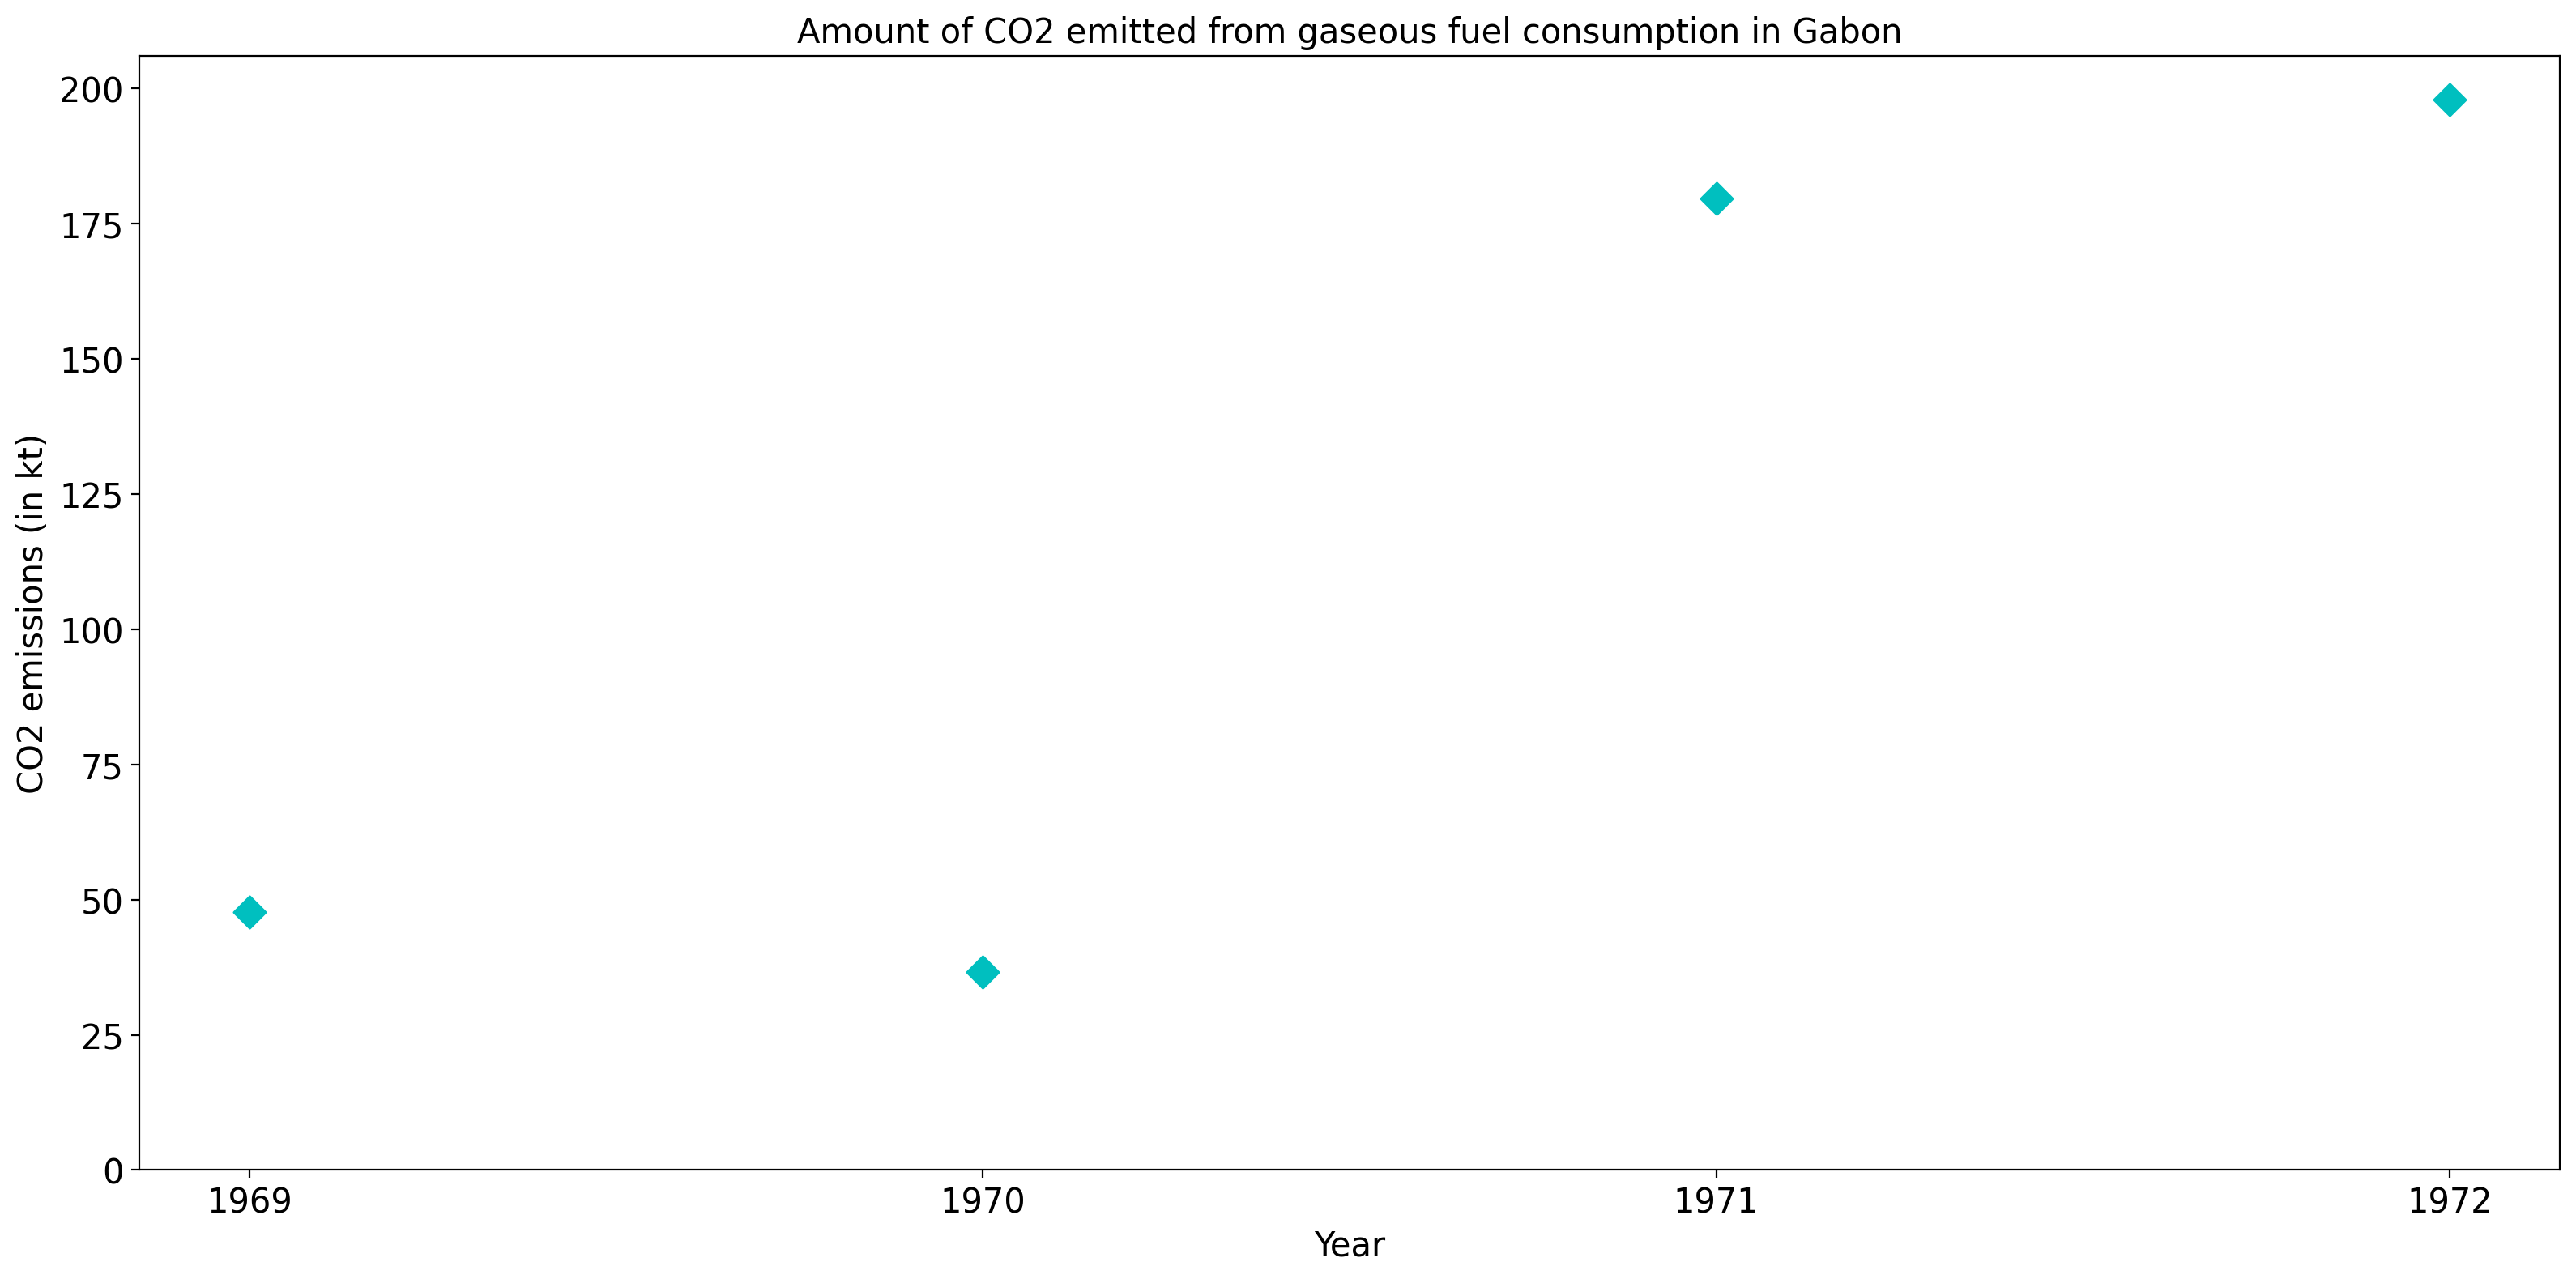 Amount of CO2 emitted from gaseous fuel consumption in Gabon
CO2 emissions (in kt)
200
175
150
125
100
75
50
25
0
1969 1970 1971 1972
Year